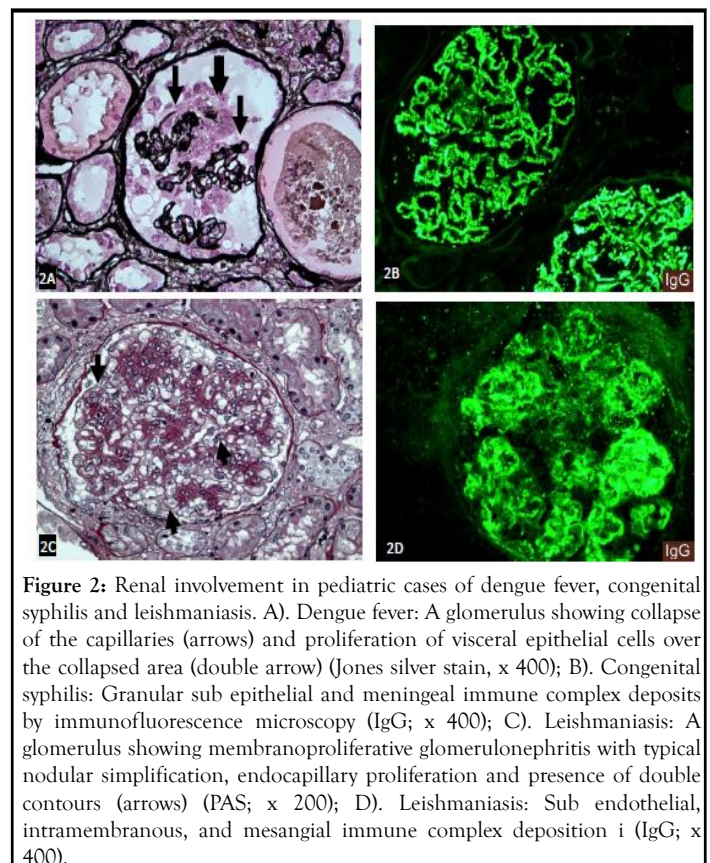 2A
2B
IgG
2C
2D
IgG
Figure 2: Renal involvement in pediatric cases of dengue fever, congenital
syphilis and leishmaniasis. A). Dengue fever: A glomerulus showing collapse
of the capillaries (arrows) and proliferation of visceral epithelial cells over
the collapsed area (double arrow) (Jones silver stain, x 400); B). Congenital
syphilis: Granular sub epithelial and meningeal immune complex deposits
by immunofluorescence microscopy (IgG; x 400); C). Leishmaniasis: A
glomerulus showing membranoproliferative glomerulonephritis with typical
nodular simplification, endocapillary proliferation and presence of double
contours (arrows) (PAS; x 200); D). Leishmaniasis: Sub endothelial,
intramembranous, and mesangial immune complex deposition i (IgG; x
400).